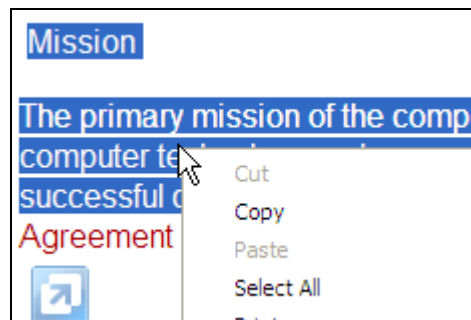 Mission
The primary mission of the comp
computer te
successful
Agreement
Cut
Copy
Paste
Select All